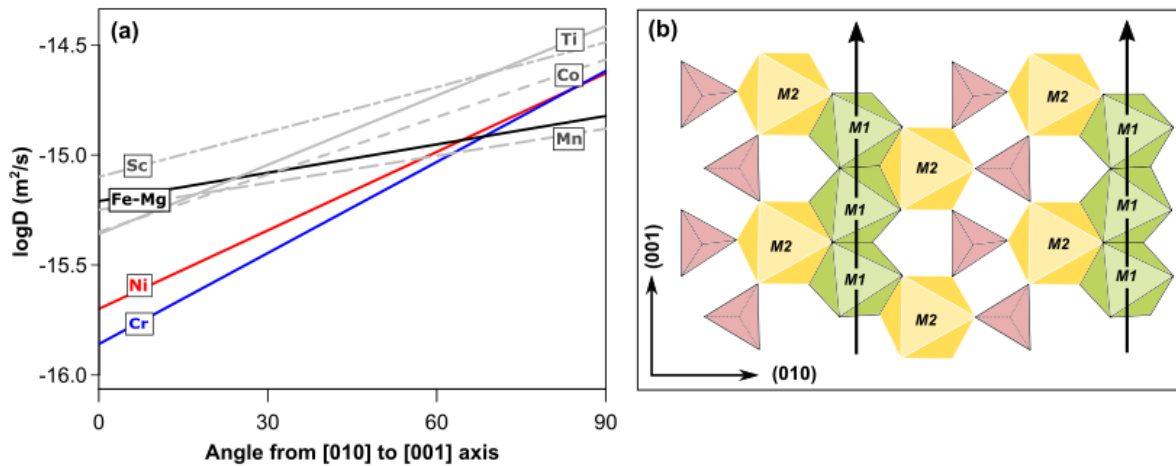 (a)
logD (m²/s)
-14.5
-15.0
-15.5
-16.0
Ti
Co
Sc
Mn
Fe-Mg
Ni
Cr
0
30
60
90
Angle from [010] to [001] axis
(b)
M2
M2
M1
M1
M2
M2
M1
M1
M2
M2
M1
M1
M2
M2
(001)
(010)